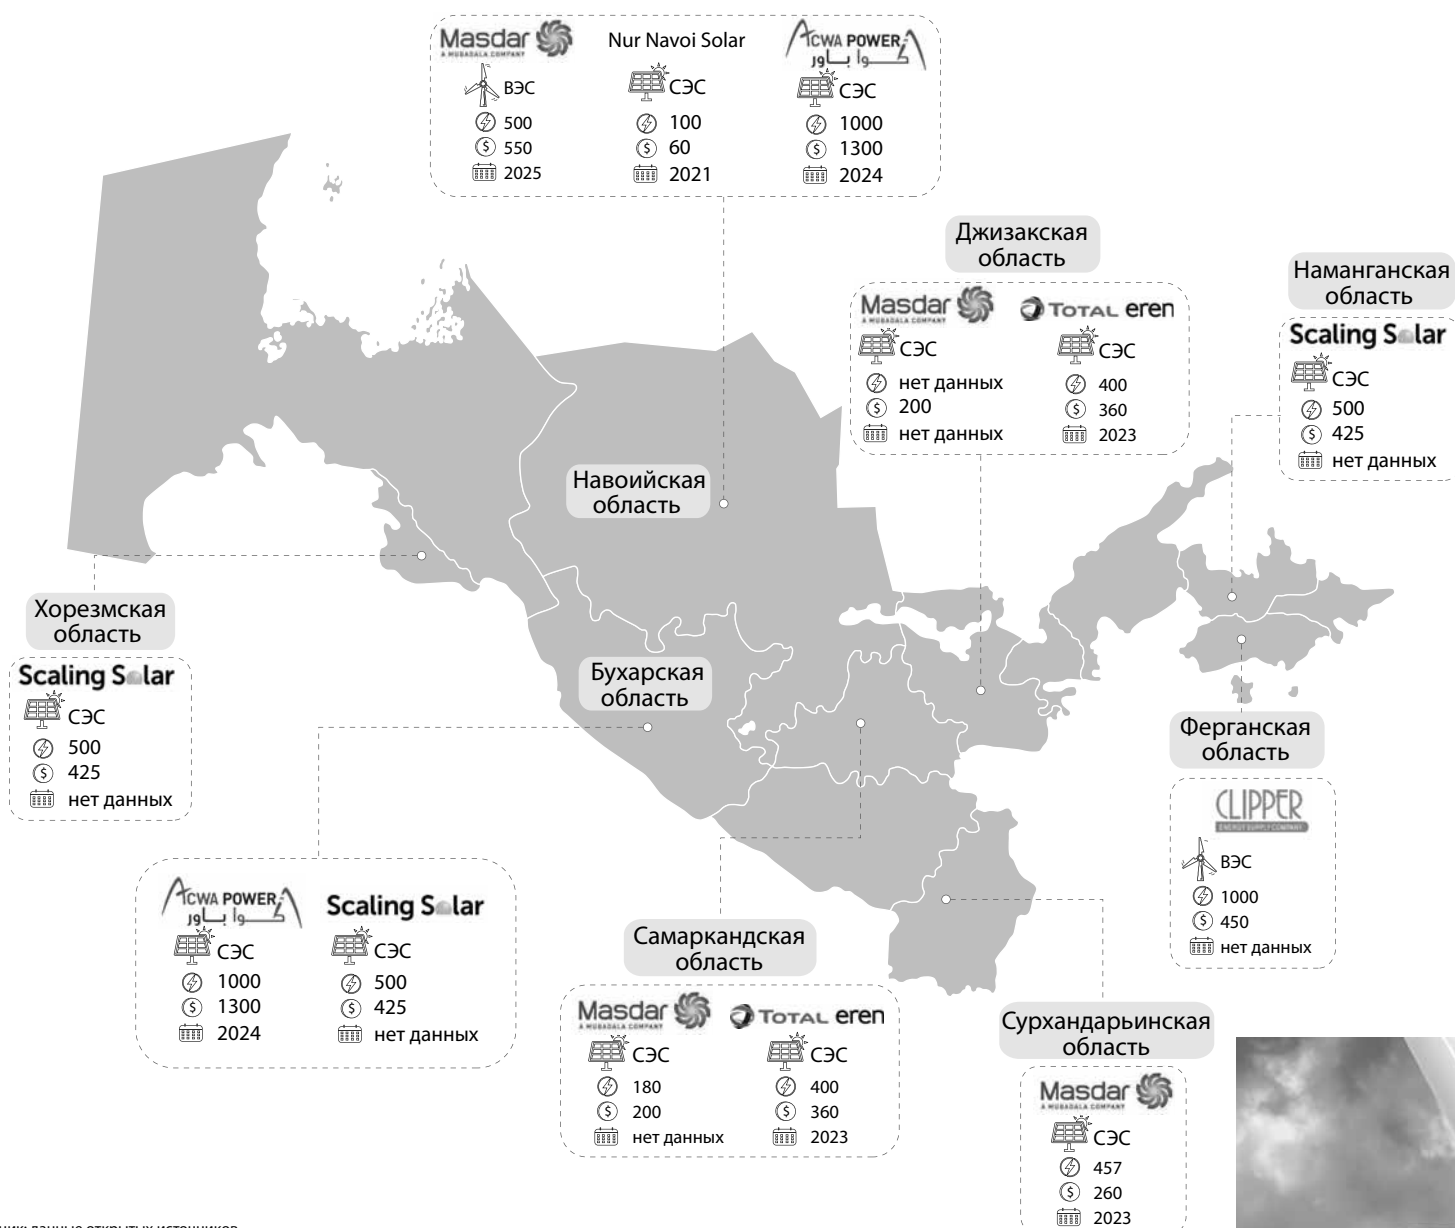 Masdar
A MUBADALA COMPANY
ВЭС
500
550
2025
Nur Navoi Solar
СЭС
100
60
2021
ACWA POWER
أكوا باور
СЭС
1000
1300
2024
Джизакская
область
Masdar
A MUBADALA COMPANY
СЭС
нет данных
200
нет данных
TOTAL eren
СЭС
400
360
2023
Наманганская
область
Scaling Solar
СЭС
500
425
нет данных
Навоийская
область
Хорезмская
область
Scaling Solar
СЭС
500
425
нет данных
Бухарская
область
ACWA POWER
أكوا باور
СЭС
1000
1300
2024
Scaling Solar
СЭС
500
425
нет данных
Ферганская
область
CLIPPER
ENERGY SUPPLY COMPANY
ВЭС
1000
450
нет данных
Самаркандская
область
Masdar
A MUBADALA COMPANY
СЭС
180
200
нет данных
TOTAL eren
СЭС
400
360
2023
Сурхандарьинская
область
Masdar
A MUBADALA COMPANY
СЭС
457
260
2023
данные открытых источников